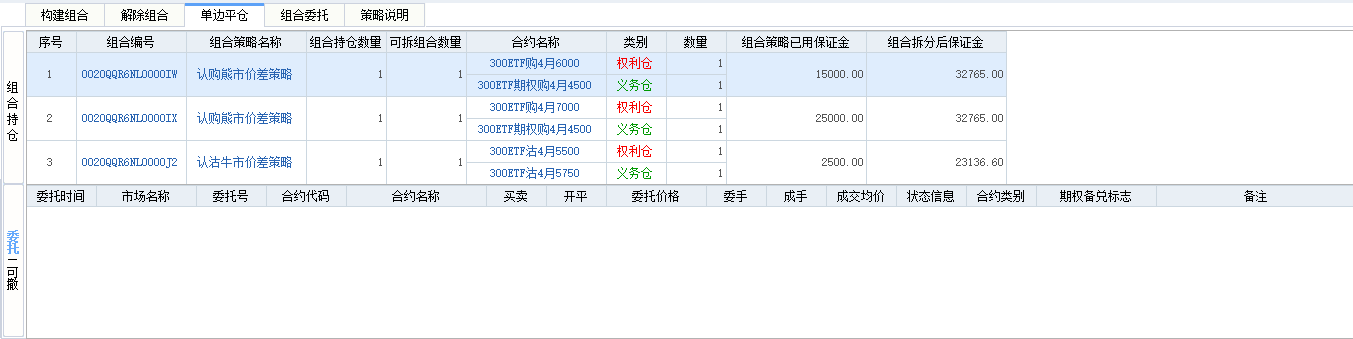 构建组合 解除组合 单边平仓 组合委托 策略说明
组合持仓
序号 组合编号 组合策略名称 组合持仓数量 可拆组合数量 合约名称 类别 数量 组合策略已用保证金 组合拆分后保证金
1 0020QQR6NL0000IW 认购熊市价差策略 1 1 300ETF购4月6000 权利仓 1 15000.00 32765.00
300ETF期权购4月4500 义务仓 1
2 0020QQR6NL0000IX 认购熊市价差策略 1 1 300ETF购4月7000 权利仓 1 25000.00 32765.00
300ETF期权购4月4500 义务仓 1
3 0020QQR6NL0000J2 认沽牛市价差策略 1 1 300ETF沽4月5500 权利仓 1 2500.00 23136.60
300ETF沽4月5750 义务仓 1
委托二可撤
委托时间 市场名称 委托号 合约代码 合约名称 买卖 开平 委托价格 委手 成手 成交均价 状态信息 合约类别 期权备兑标志 备注